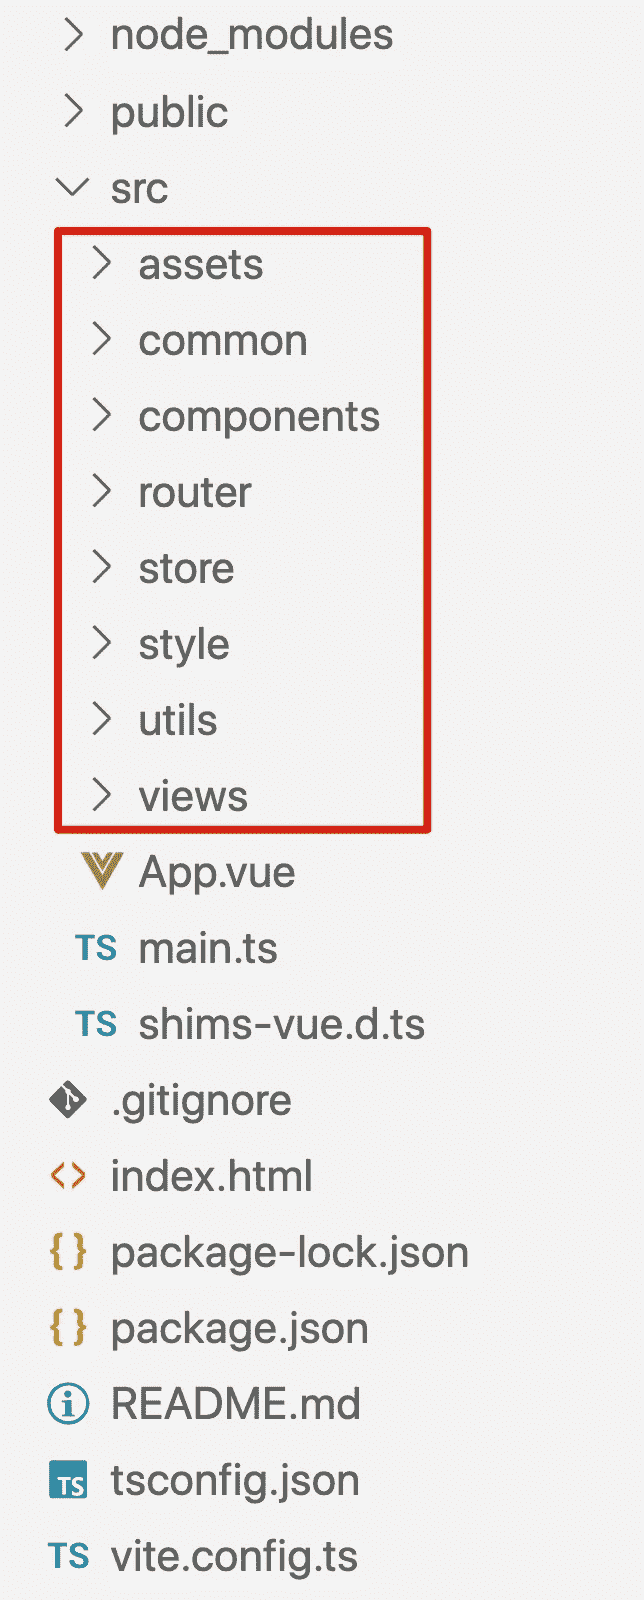 node_modules
public
src
assets
common
components
router
store
style
utils
views
App.vue
TS main.ts
TS shims-vue.d.ts
.gitignore
index.html
package-lock.json
package.json
README.md
TS tsconfig.json
TS vite.config.ts